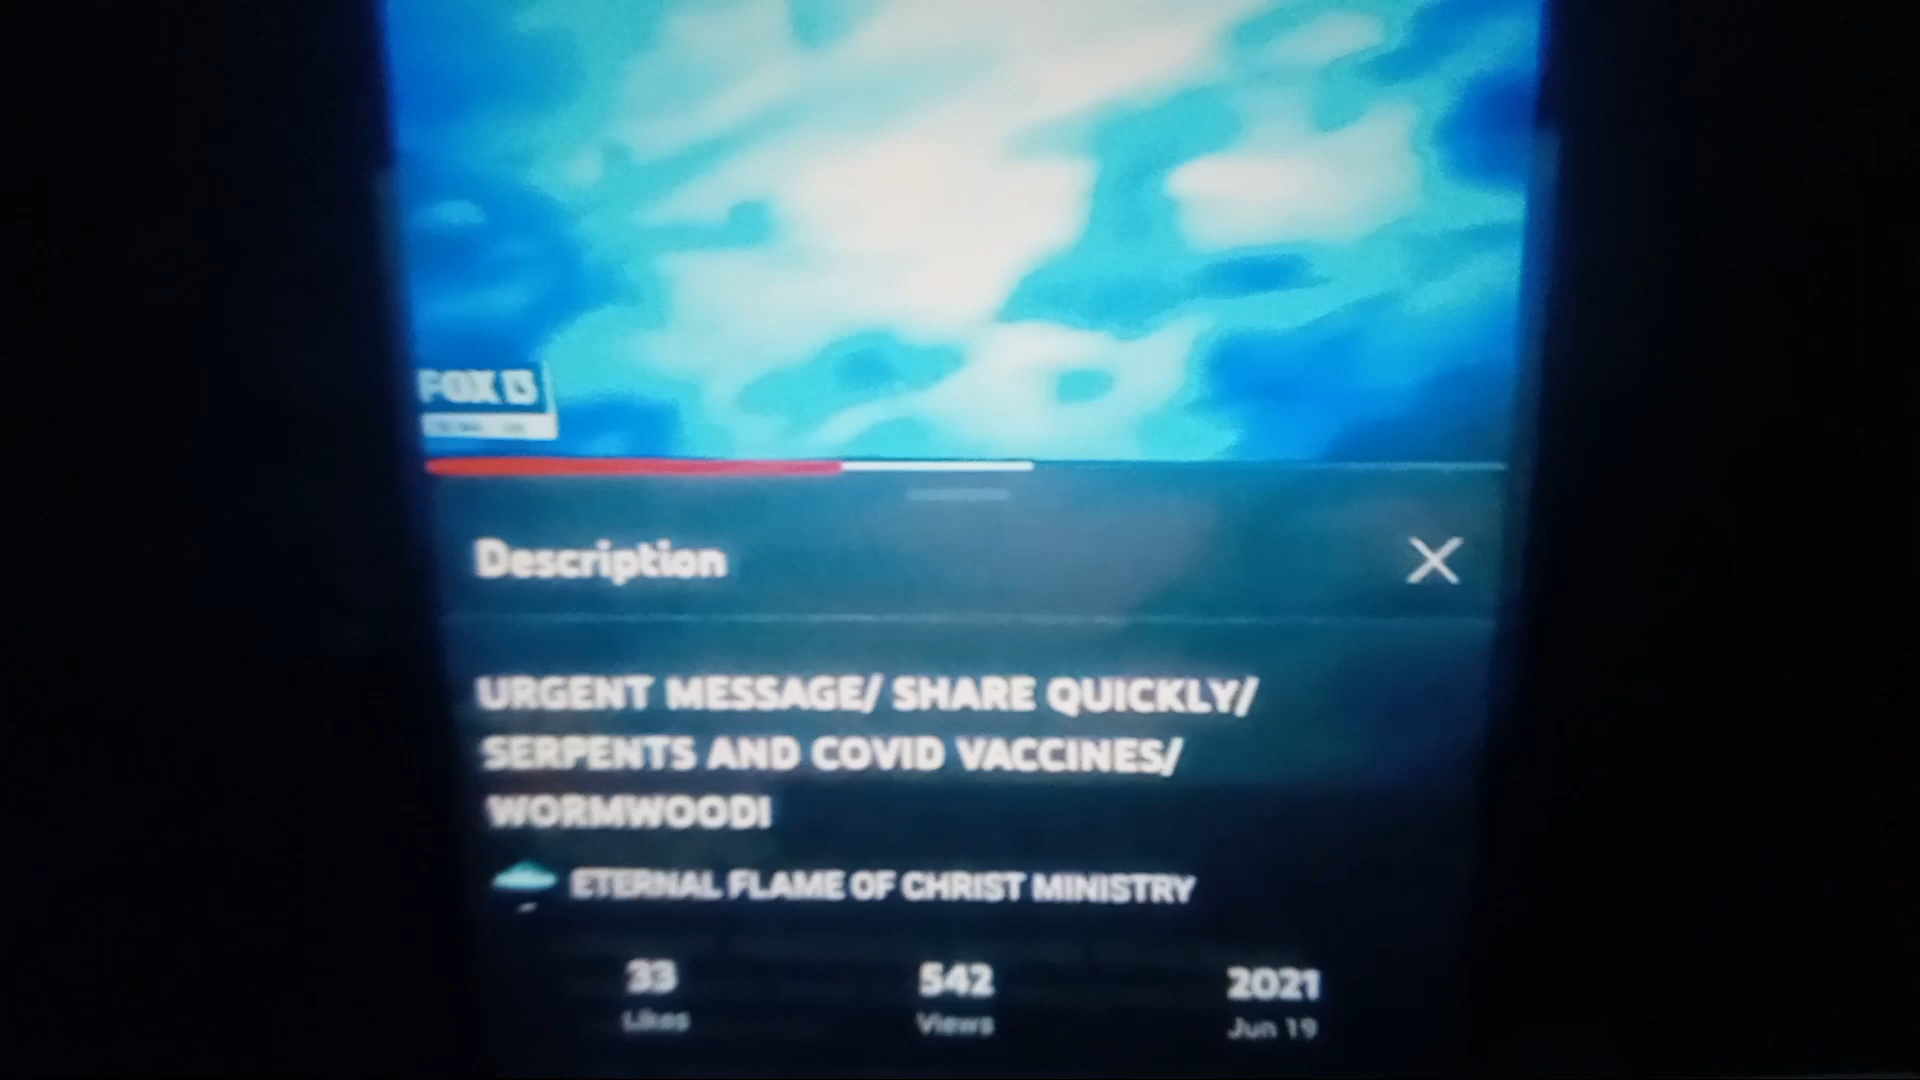 FOX 13
Description
URGENT MESSAGE/ SHARE QUICKLY/
SERPENTS AND COVID VACCINES/
WORMWOOD!
ETERNAL FLAME OF CHRIST MINISTRY
33
Likes
542
Views
2021
Jun 19